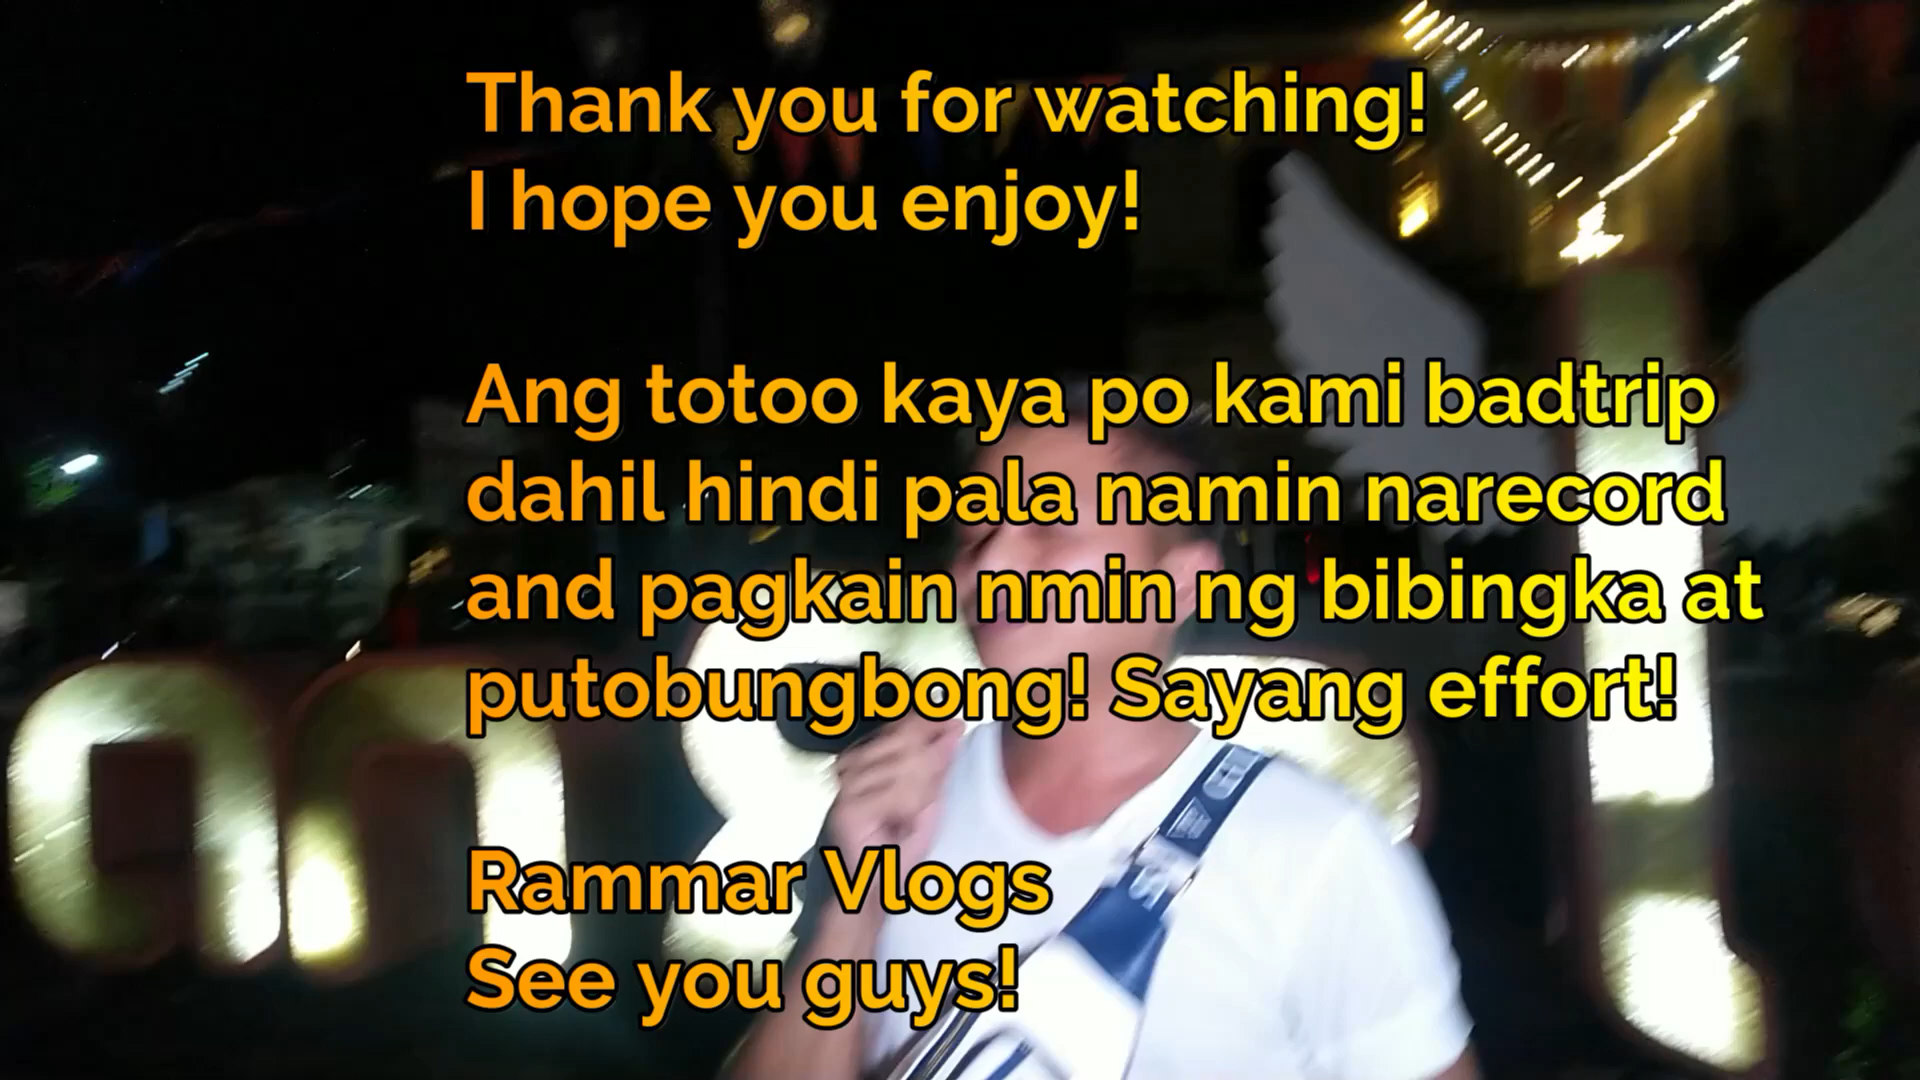 Thank you for watching!
I hope you enjoy!
Ang totoo kaya po kami badtrip
dahil hindi pala namin narecord
and pagkain nmin ng bibingka at
putobungbong! Sayang effort!
Rammar Vlogs
See you guys!